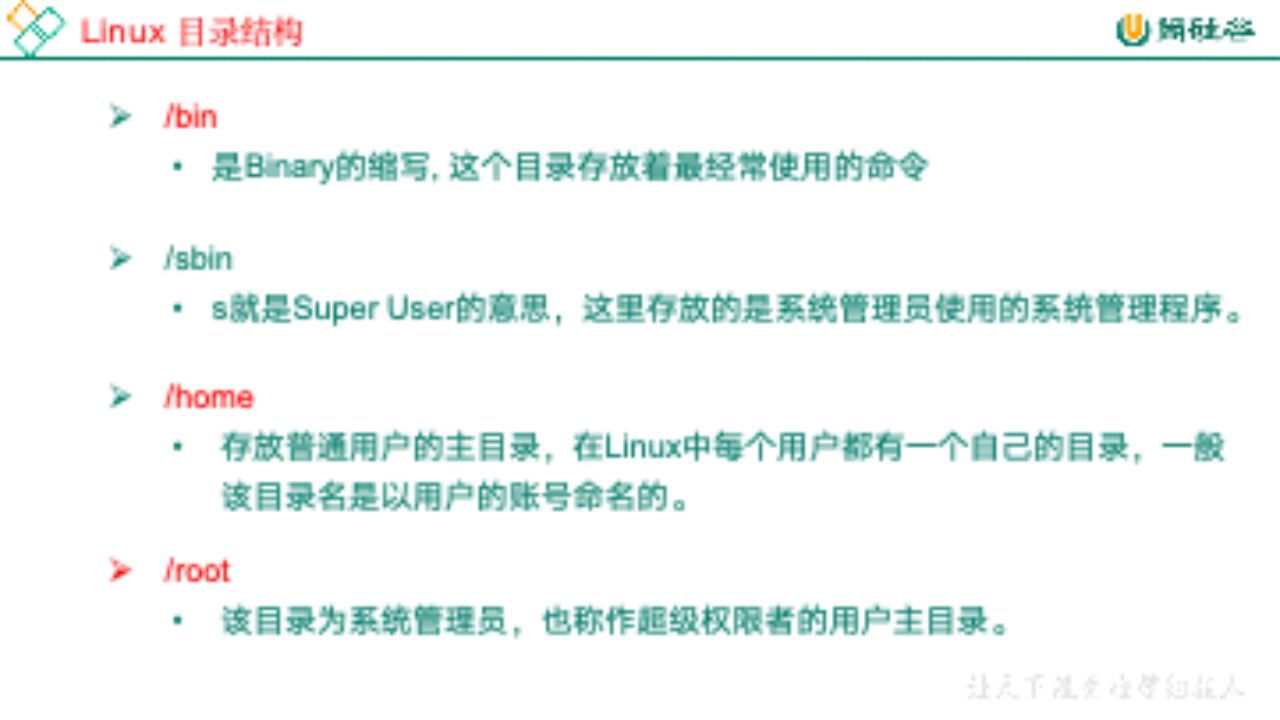 Linux 目录结构
尚硅谷
/bin
是Binary的缩写, 这个目录存放着最经常使用的命令
/sbin
s就是Super User的意思，这里存放的是系统管理员使用的系统管理程序。
/home
存放普通用户的主目录，在Linux中每个用户都有一个自己的目录，一般
该目录名是以用户的账号命名的。
/root
该目录为系统管理员，也称作超级权限者的用户主目录。
让天下没有难学的技术